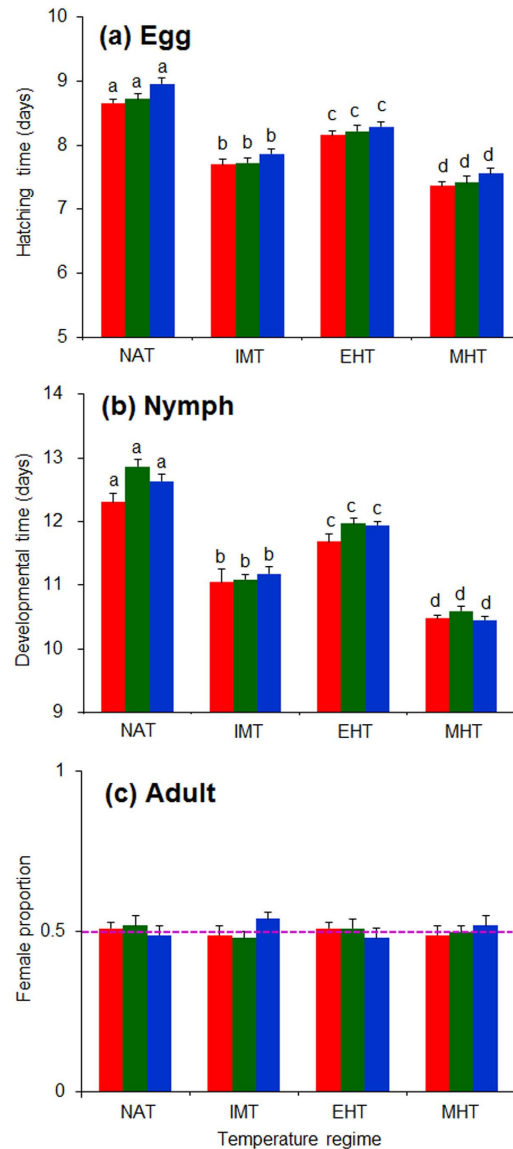 (a) Egg
Hatching time (days)
10
9
8
7
6
5
a a a
b b b
c c c
d d d
NAT IMT EHT MHT
(b) Nymph
Developmental time (days)
14
13
12
11
10
9
a a a
b b b
c c c
d d d
NAT IMT EHT MHT
(c) Adult
Female proportion
1
0.5
0
NAT IMT EHT MHT
Temperature regime